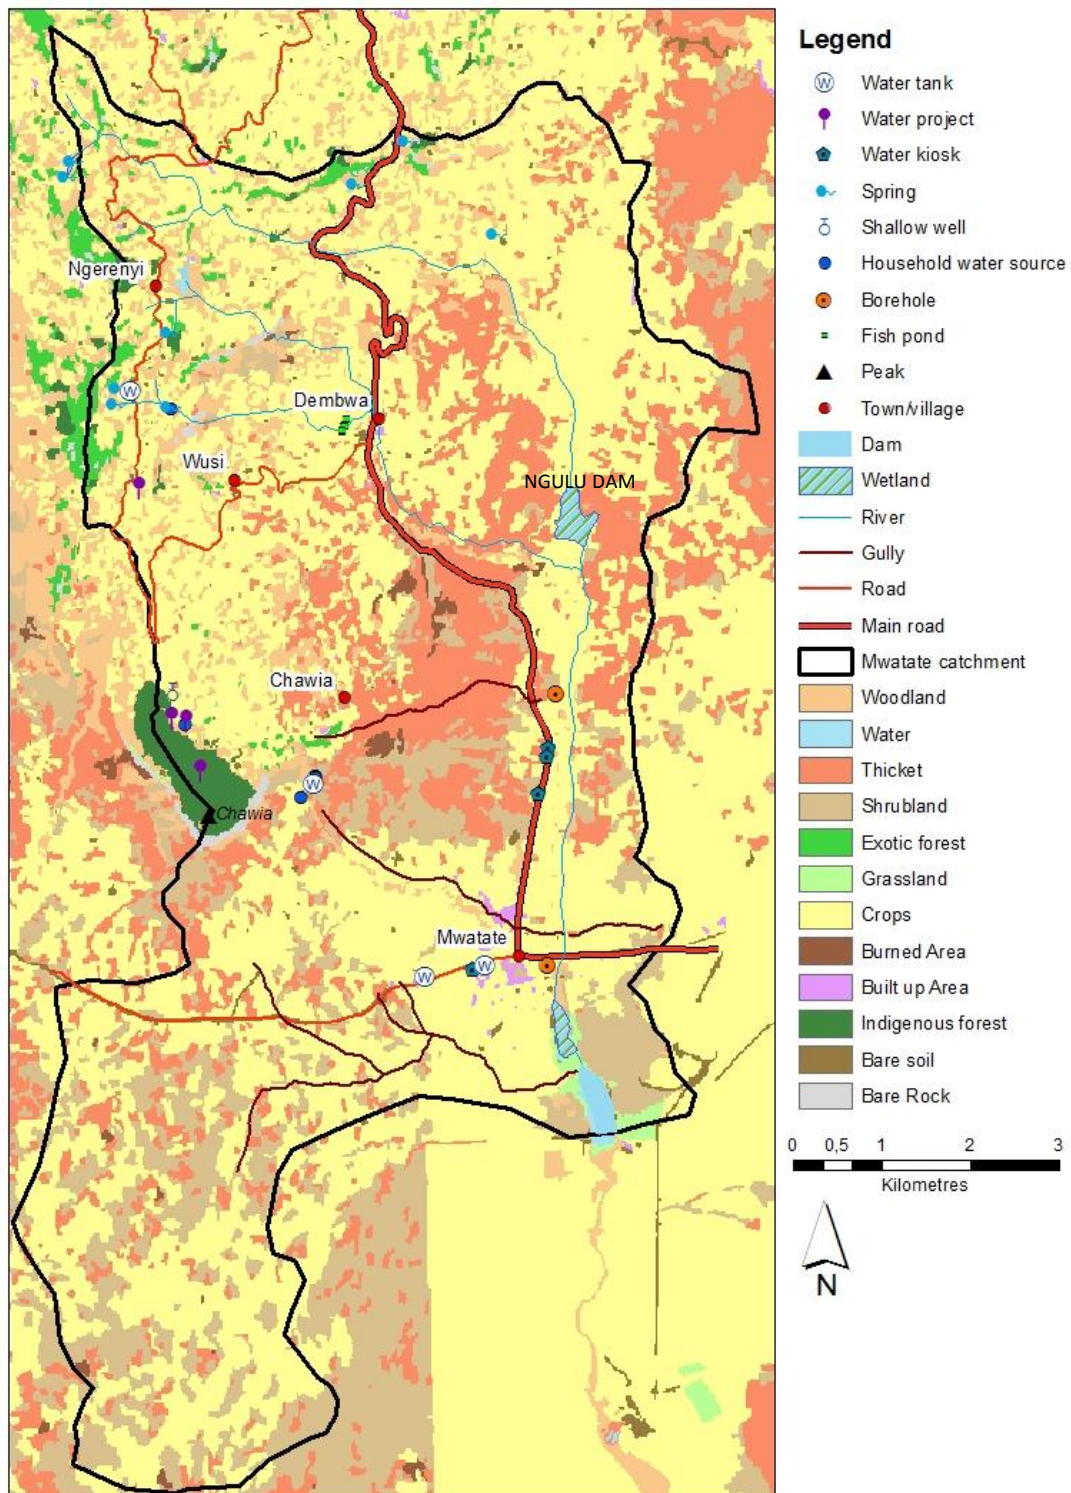 Ngerenyi
Dembwa
Wusi
NGULU DAM
Chawia
Chawia
Mwatate
W
W
W
W
Legend
W Water tank
Water project
Water kiosk
Spring
Shallow well
Household water source
Borehole
Fish pond
Peak
Town/village
Dam
Wetland
River
Gully
Road
Main road
Mwatate catchment
Woodland
Water
Thicket
Shrubland
Exotic forest
Grassland
Crops
Burned Area
Built up Area
Indigenous forest
Bare soil
Bare Rock
0 0,5 1 2 3
Kilometres
N